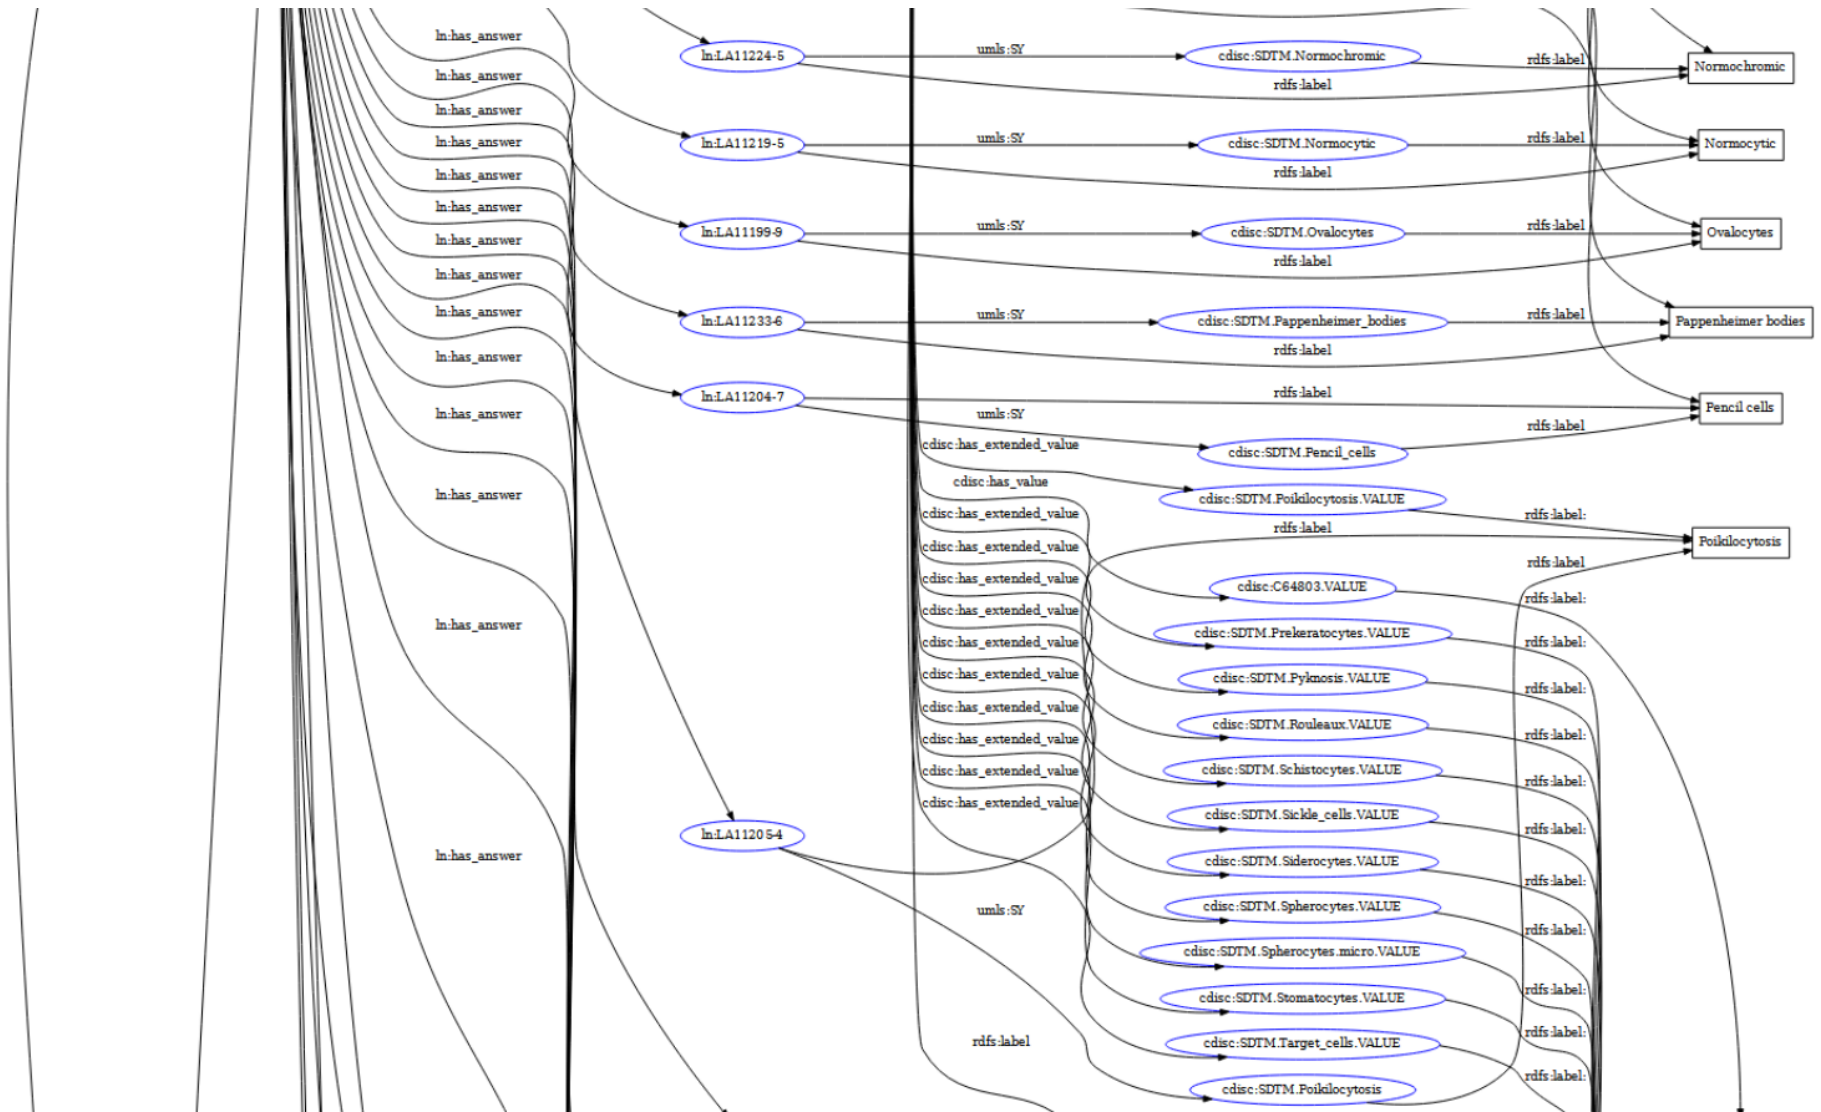 ln:has_answer
ln:has_answer
ln:has_answer
ln:has_answer
ln:has_answer
ln:has_answer
ln:has_answer
ln:has_answer
ln:has_answer
ln:has_answer
ln:has_answer
ln:has_answer
ln:has_answer
ln:has_answer
ln:LA11224-5
umls:SY
cdisc:SDTM.Normochromic
rdfs:label
rdfs:label
Normochromic
ln:LA11219-5
umls:SY
cdisc:SDTM.Normocytic
rdfs:label
rdfs:label
Normocytic
ln:LA11199-9
umls:SY
cdisc:SDTM.Ovalocytes
rdfs:label
rdfs:label
Ovalocytes
ln:LA11233-6
umls:SY
cdisc:SDTM.Pappenheimer_bodies
rdfs:label
rdfs:label
Pappenheimer bodies
ln:LA11204-7
rdfs:label
umls:SY
cdisc:SDTM.Pencil_cells
rdfs:label
Pencil cells
cdisc:has_extended_value
cdisc:has_value
cdisc:has_extended_value
cdisc:has_extended_value
cdisc:has_extended_value
cdisc:has_extended_value
cdisc:has_extended_value
cdisc:has_extended_value
cdisc:has_extended_value
cdisc:has_extended_value
cdisc:has_extended_value
cdisc:has_extended_value
cdisc:SDTM.Poikilocytosis.VALUE
rdfs:label:
rdfs:label
Poikilocytosis
rdfs:label
cdisc:C64803.VALUE
rdfs:label:
cdisc:SDTM.Prekeratocytes.VALUE
rdfs:label:
cdisc:SDTM.Pyknosis.VALUE
rdfs:label:
cdisc:SDTM.Rouleaux.VALUE
rdfs:label:
cdisc:SDTM.Schistocytes.VALUE
rdfs:label:
cdisc:SDTM.Sickle_cells.VALUE
rdfs:label:
cdisc:SDTM.Siderocytes.VALUE
rdfs:label:
cdisc:SDTM.Spherocytes.VALUE
rdfs:label:
cdisc:SDTM.Spherocytes.micro.VALUE
rdfs:label:
cdisc:SDTM.Stomatocytes.VALUE
rdfs:label:
cdisc:SDTM.Target_cells.VALUE
rdfs:label:
ln:LA11205-4
umls:SY
rdfs:label
cdisc:SDTM.Poikilocytosis